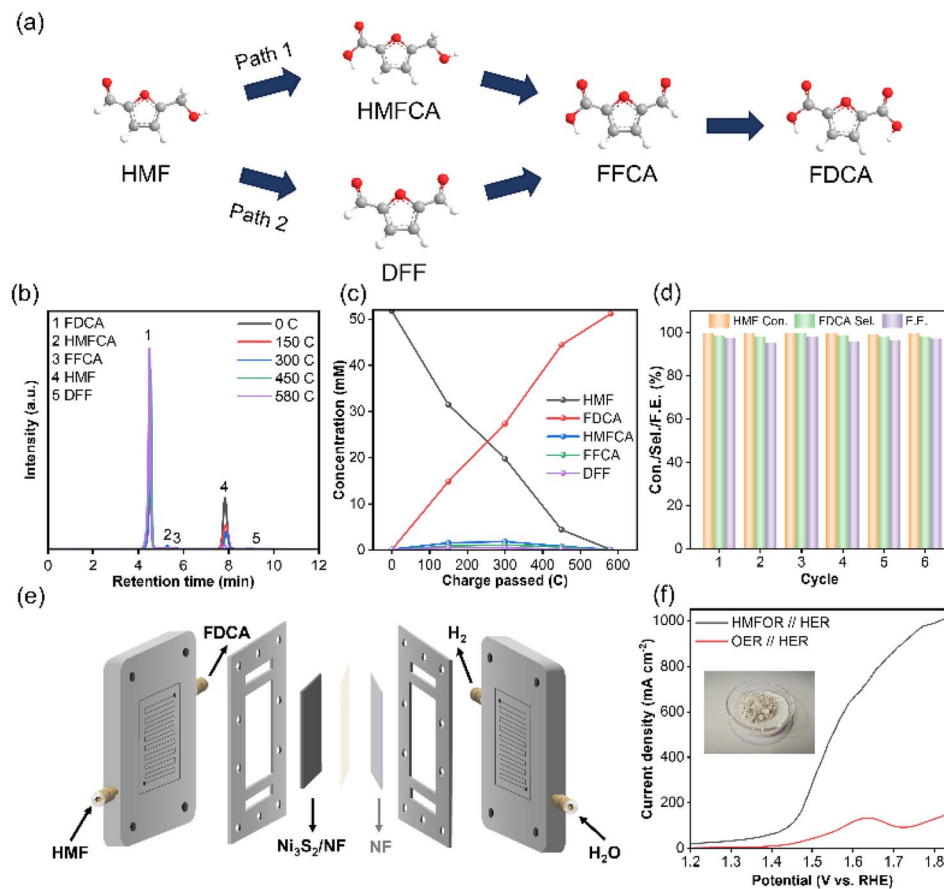 (a)
Path 1
HMFCA
HMF
FFCA
FDCA
Path 2
DFF
(b)
1 FDCA
2 HMFCA
3 FFCA
4 HMF
5 DFF
0 C
150 C
300 C
450 C
580 C
1
4
2
3
5
Intensity (a.u.)
0 2 4 6 8 10 12
Retention time (min)
(c)
50
40
30
20
10
0
Concentration (mM)
HMF
FDCA
HMFCA
FFCA
DFF
0 100 200 300 400 500 600
Charge passed (C)
(d)
HMF Con. FDCA Sel. F.F.
100
80
60
40
20
0
Con./Sel./F.E. (%)
1 2 3 4 5 6
Cycle
(e)
FDCA
H₂
HMF
Ni₃S₂/NF
NF
H₂O
(f)
HMFOR // HER
OER // HER
1000
800
600
400
200
0
Current density (mA cm⁻²)
1.2 1.3 1.4 1.5 1.6 1.7 1.8
Potential (V vs. RHE)